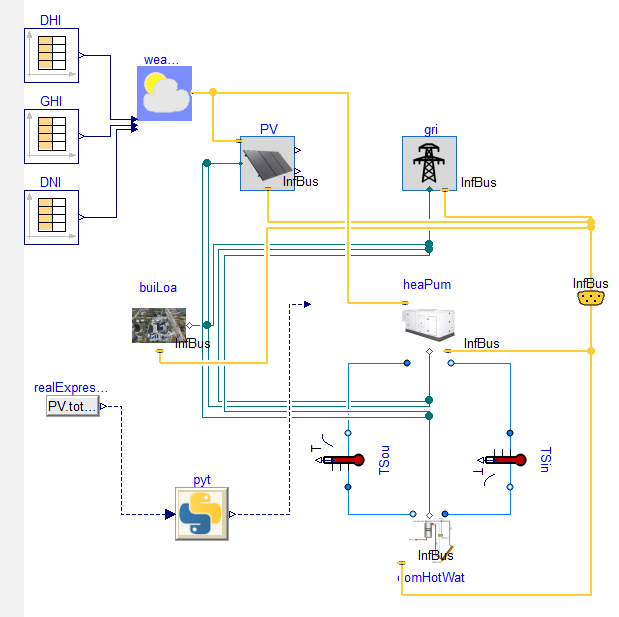 DHI
wea...
GHI
PV
gri
InfBus
InfBus
DNI
buiLoa
heaPum
InfBus
InfBus
InfBus
realExpres...
PV.tot...
TSou
TSin
pyt
InfBus
domHotWat